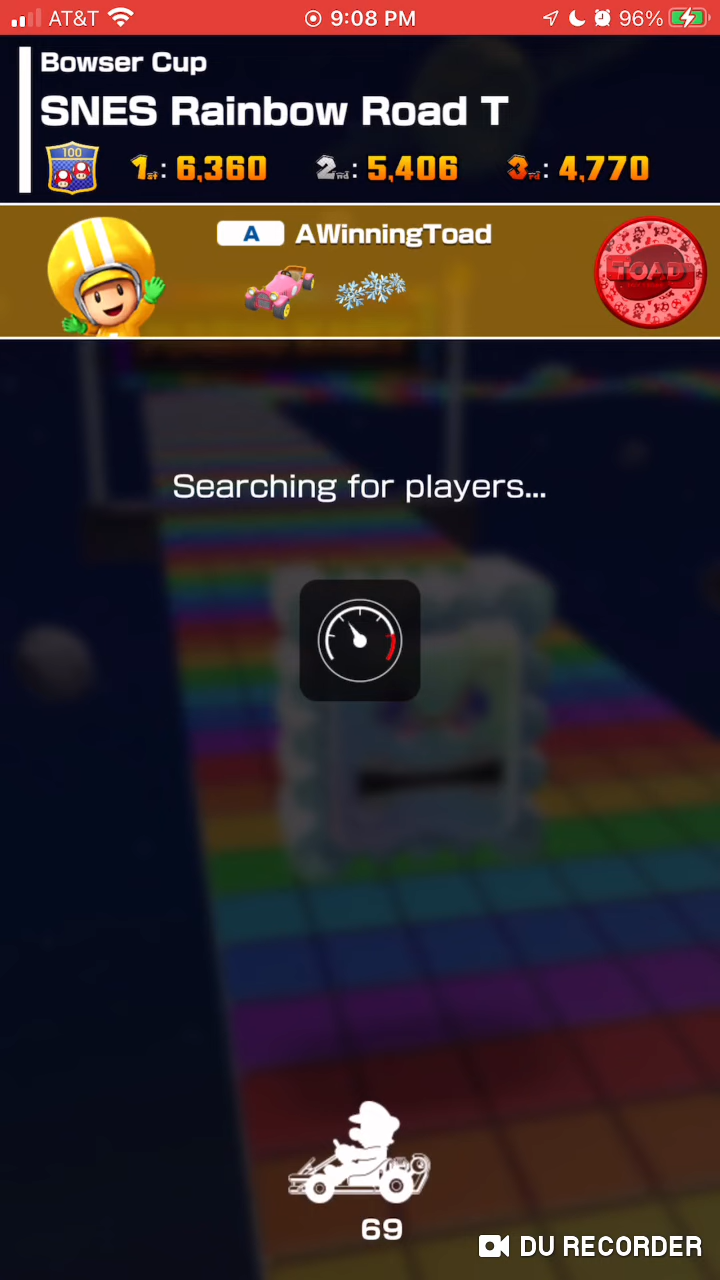 AT&T 9:08 PM 96%
Bowser Cup
SNES Rainbow Road T
100 1st: 6,360 2nd: 5,406 3rd: 4,770
A AWinningToad
TOAD
Searching for players...
69
DU RECORDER